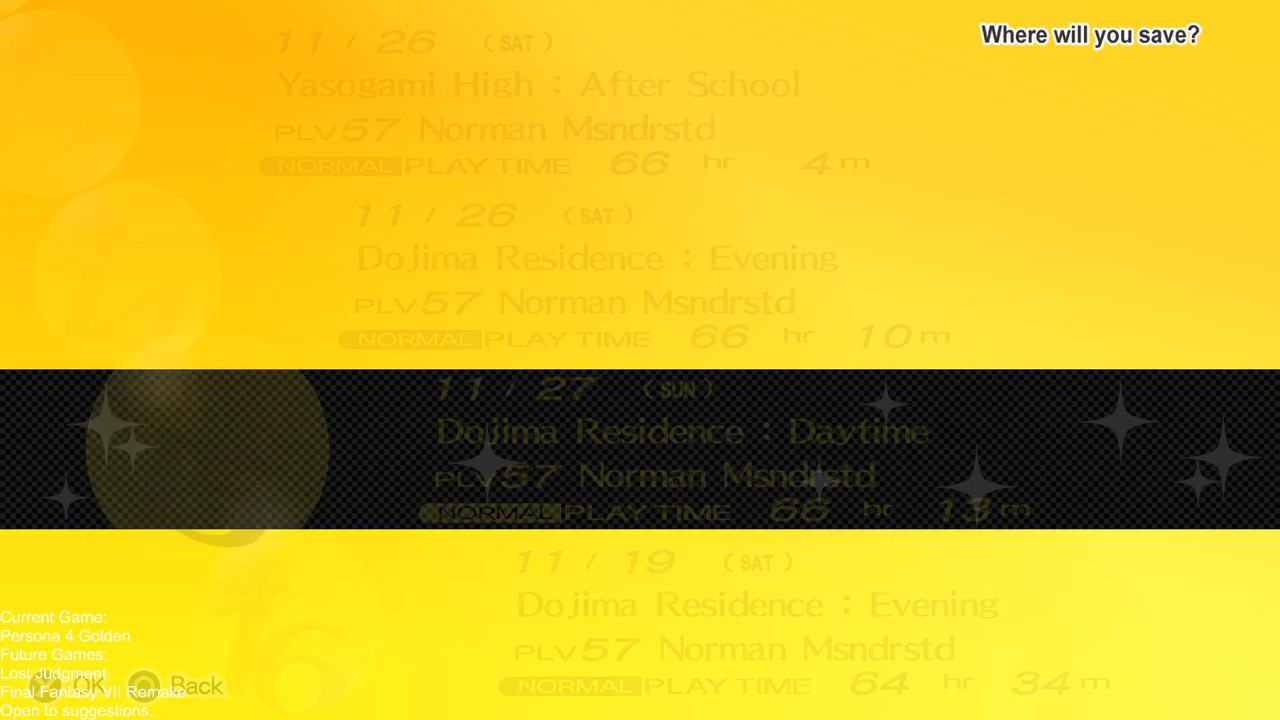 Where will you save?
11 / 26 (SAT)
Yasogami High : After School
PLV57 Norman Msndrstd
NORMAL PLAY TIME 66 hr 4 m
11 / 26 (SAT)
14
Dojima Residence : Evening
PLV57 Norman Msndrstd
NORMAL PLAY TIME 66 hr 10 m
11 / 27 (SUN)
Dojima Residence : Daytime
PLV57 Norman Msndrstd
NORMAL PLAY TIME 66 hr 13 m
11 / 19 (SAT)
DATA
16
Dojima Residence : Evening
PLV57 Norman Msndrstd
NORMAL PLAY TIME 64 hr 34 m
OK Back
Current Game:
Persona 4 Golden
Future Games:
Lost Judgment
Final Fantasy VII Remake
Open to suggestions...